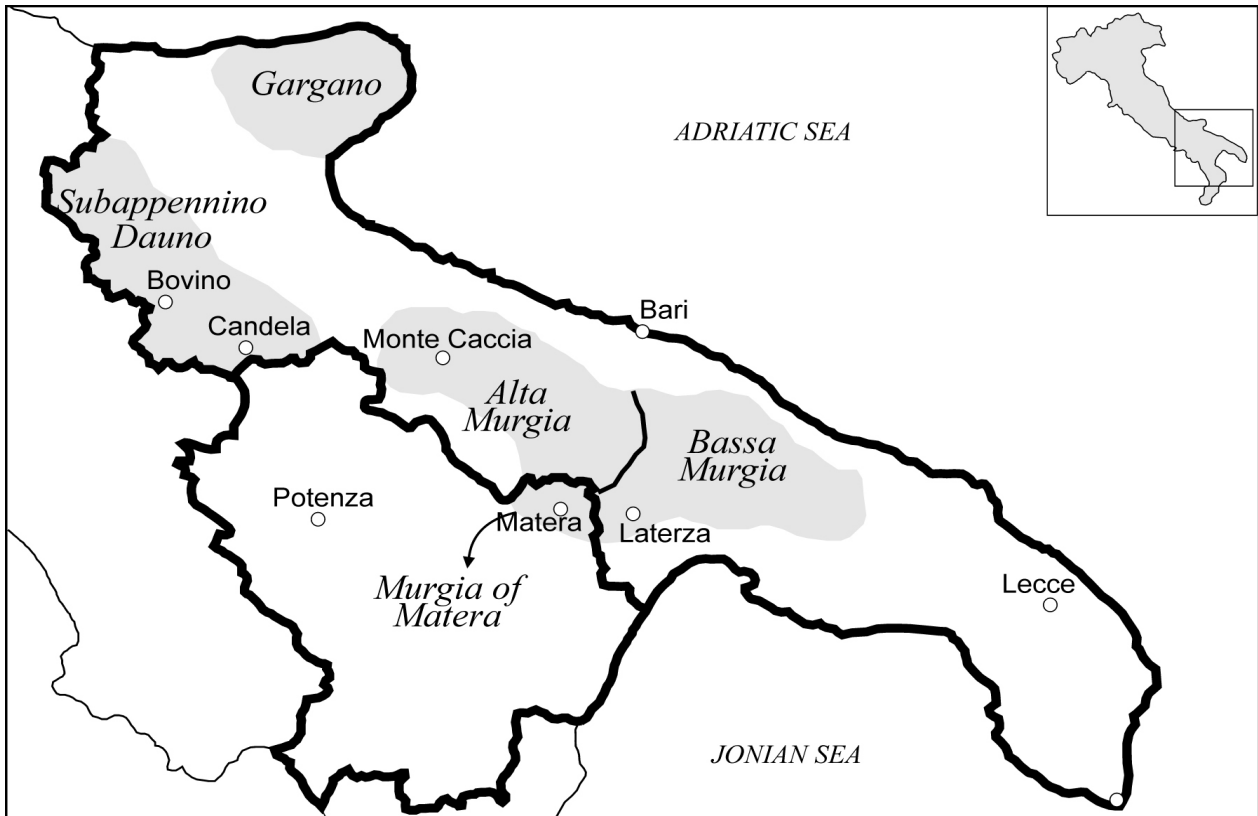 Gargano
ADRIATIC SEA
Subappennino
Dauno
Bovino
Candela
Bari
Monte Caccia
Alta
Murgia
Bassa
Murgia
Potenza
Matera
Laterza
Murgia of
Matera
Lecce
JONIAN SEA